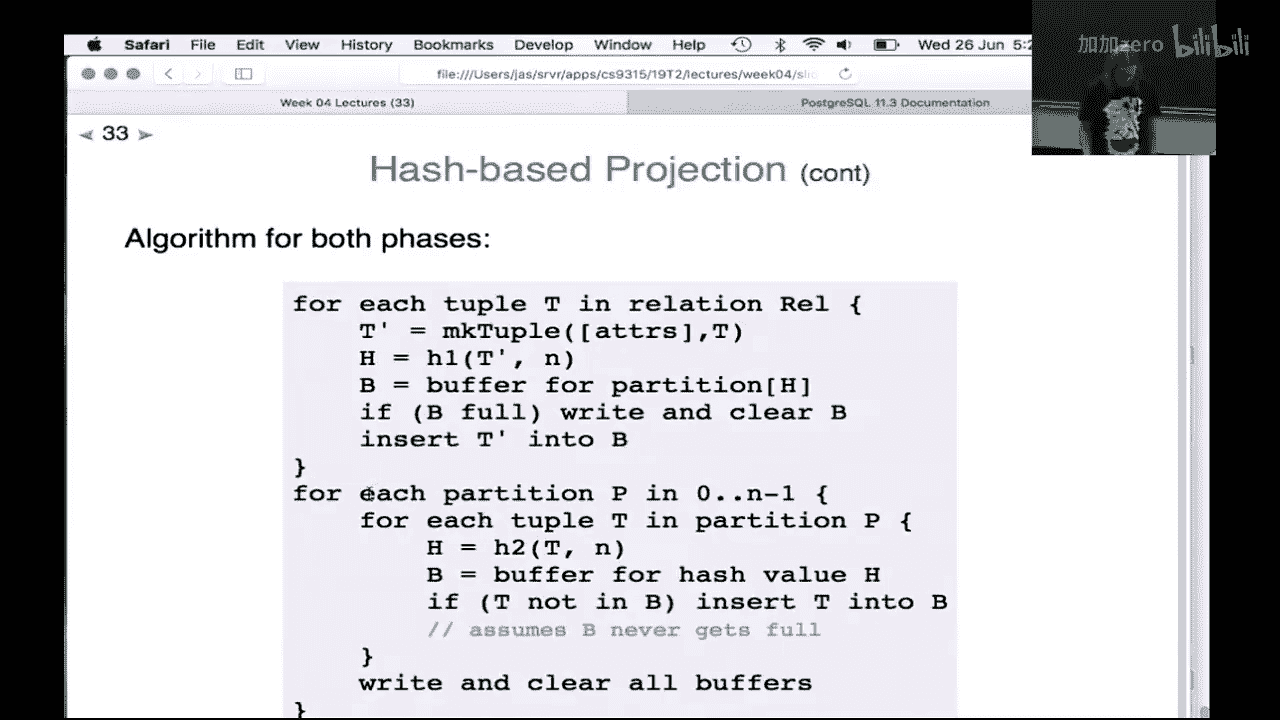 Safari File Edit View History Bookmarks Develop Window Help Wed 26 Jun 5:2
加加zero bilibili
file:///Users/jas/srvr/apps/cs9315/19T2/lectures/week04/sli
Week 04 Lectures (33) PostgreSQL 11.3 Documentation
33
Hash-based Projection (cont)
Algorithm for both phases:
for each tuple T in relation Rel {
T' = mkTuple([attrs],T)
H = h1(T', n)
B = buffer for partition[H]
if (B full) write and clear B
insert T' into B
}
for each partition P in 0..n-1 {
for each tuple T in partition P {
H = h2(T, n)
B = buffer for hash value H
if (T not in B) insert T into B
// assumes B never gets full
}
write and clear all buffers
}